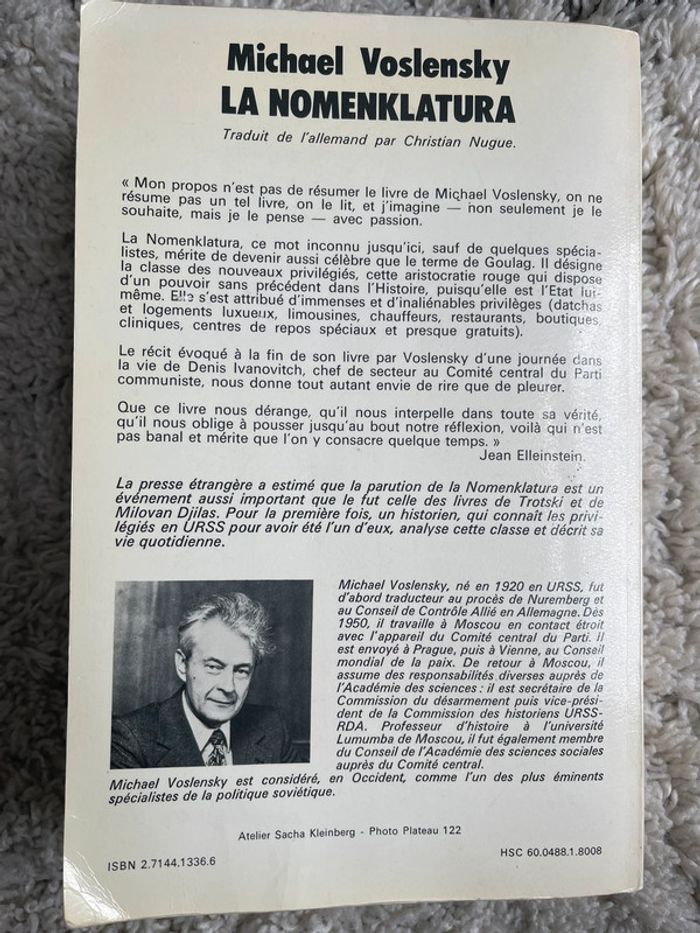 Michael Voslensky
LA NOMENKLATURA
Traduit de l'allemand par Christian Nugue.
« Mon propos n'est pas de résumer le livre de Michael Voslensky, on ne
résume pas un tel livre, on le lit, et j'imagine — non seulement je le
souhaite, mais je le pense — avec passion.
La Nomenklatura, ce mot inconnu jusqu'ici, sauf de quelques spécia-
listes, mérite de devenir aussi célèbre que le terme de Goulag. Il désigne
la classe des nouveaux privilégiés, cette aristocratie rouge qui dispose
d'un pouvoir sans précédent dans l'Histoire, puisqu'elle est l'Etat lui-
même. Elle s'est attribué d'immenses et d'inaliénables privilèges (datchas
et logements luxueux, limousines, chauffeurs, restaurants, boutiques,
cliniques, centres de repos spéciaux et presque gratuits).
Le récit évoqué à la fin de son livre par Voslensky d'une journée dans
la vie de Denis Ivanovitch, chef de secteur au Comité central du Parti
communiste, nous donne tout autant envie de rire que de pleurer.
Que ce livre nous dérange, qu'il nous interpelle dans toute sa vérité,
qu'il nous oblige à pousser jusqu'au bout notre réflexion, voilà qui n'est
pas banal et mérite que l'on y consacre quelque temps. »
Jean Elleinstein.
La presse étrangère a estimé que la parution de la Nomenklatura est un
événement aussi important que le fut celle des livres de Trotski et de
Milovan Djilas. Pour la première fois, un historien, qui connaît les privi-
légiés en URSS pour avoir été l'un d'eux, analyse cette classe et décrit sa
vie quotidienne.
Michael Voslensky, né en 1920 en URSS, fut
d'abord traducteur au procès de Nuremberg et
au Conseil de Contrôle Allié en Allemagne. Dès
1950, il travaille à Moscou en contact étroit
avec l'appareil du Comité central du Parti. Il
est envoyé à Prague, puis à Vienne, au Conseil
mondial de la paix. De retour à Moscou, il
assume des responsabilités diverses auprès de
l'Académie des sciences : il est secrétaire de la
Commission du désarmement puis vice-prési-
dent de la Commission des historiens URSS-
RDA. Professeur d'histoire à l'université
Lumumba de Moscou, il fut également membre
du Conseil de l'Académie des sciences sociales
auprès du Comité central.
Michael Voslensky est considéré, en Occident, comme l'un des plus éminents
spécialistes de la politique soviétique.
Atelier Sacha Kleinberg - Photo Plateau 122
ISBN 2.7144.1336.6
HSC 60.0488.1.8008